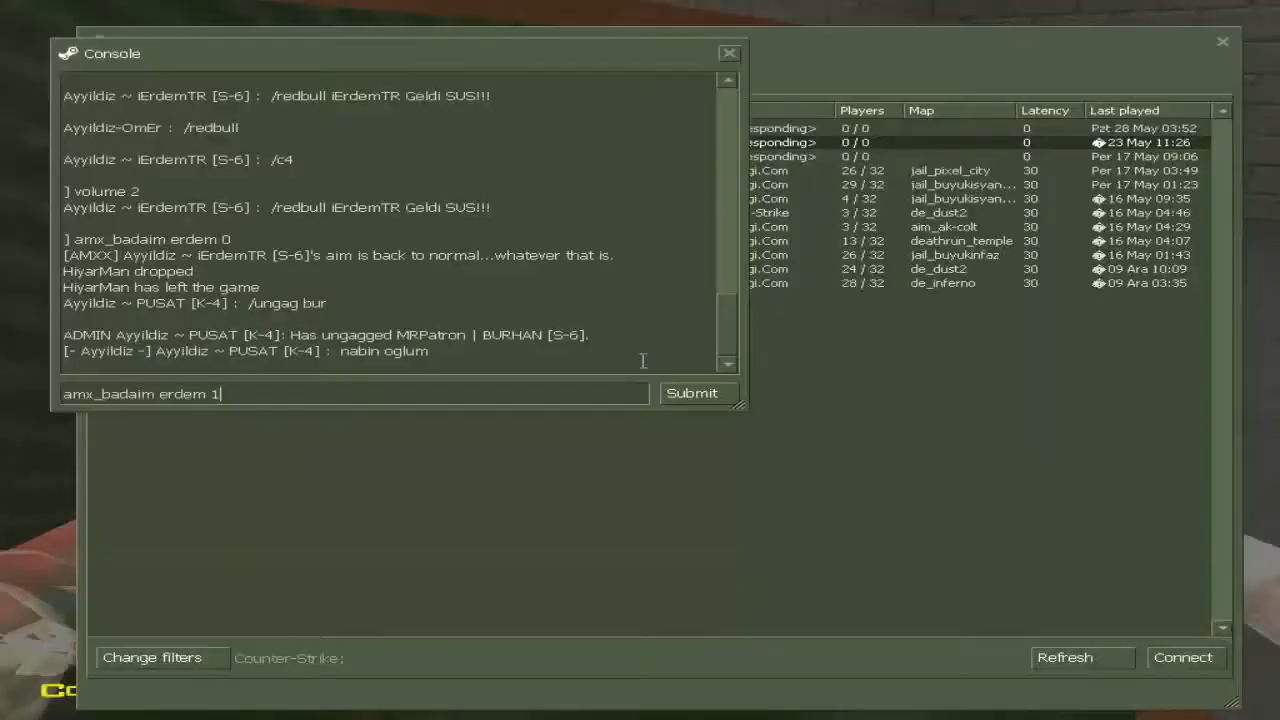 Console
Ayyildiz ~ iErdemTR [S-6] :  /redbull iErdemTR Geldi SUS!!!
Ayyildiz-OmEr :  /redbull
Ayyildiz ~ iErdemTR [S-6] :  /c4
] volume 2
Ayyildiz ~ iErdemTR [S-6] :  /redbull iErdemTR Geldi SUS!!!
] amx_badaim erdem 0
[AMXX] Ayyildiz ~ iErdemTR [S-6]'s aim is back to normal...whatever that is.
HiyarMan dropped
HiyarMan has left the game
Ayyildiz ~ PUSAT [K-4] :  /ungag bur
ADMIN Ayyildiz ~ PUSAT [K-4]: Has ungagged MRPatron | BURHAN [S-6].
[- Ayyildiz -] Ayyildiz ~ PUSAT [K-4] :  nabin oglum
amx_badaim erdem 1
Submit
Players Map Latency Last played
esponding> 0 / 0 0 Pzt 28 May 03:52
esponding> 0 / 0 0 �23 May 11:26
esponding> 0 / 0 0 Per 17 May 09:06
gi.Com 26 / 32 jail_pixel_city 30 Per 17 May 03:49
gi.Com 29 / 32 jail_buyukisyan... 30 Per 17 May 01:23
gi.Com 4 / 32 jail_buyukisyan... 30 �16 May 09:35
-Strike 3 / 32 de_dust2 30 �16 May 04:46
gi.Com 3 / 32 aim_ak-colt 30 �16 May 04:29
gi.Com 13 / 32 deathrun_temple 30 �16 May 04:07
gi.Com 26 / 32 jail_buyukinfaz 30 �16 May 01:43
gi.Com 24 / 32 de_dust2 30 �09 Ara 10:09
gi.Com 28 / 32 de_inferno 30 �09 Ara 03:35
Change filters
Counter-Strike;
Refresh
Connect
Co